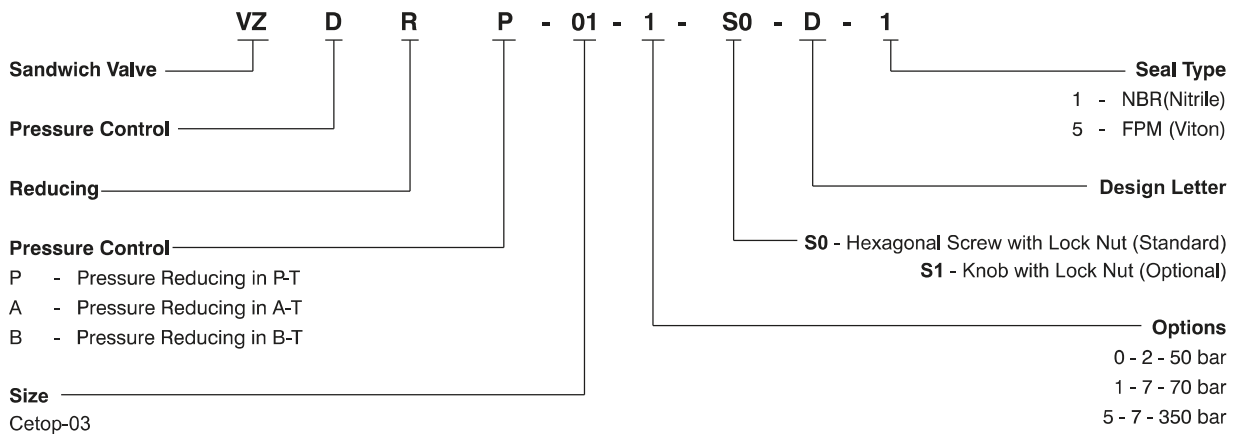 VZ D R P - 01 - 1 - S0 - D - 1
Sandwich Valve
Pressure Control
Reducing
Pressure Control
P - Pressure Reducing in P-T
A - Pressure Reducing in A-T
B - Pressure Reducing in B-T
Size
Cetop-03
Seal Type
1 - NBR(Nitrile)
5 - FPM (Viton)
Design Letter
S0 - Hexagonal Screw with Lock Nut (Standard)
S1 - Knob with Lock Nut (Optional)
Options
0 - 2 - 50 bar
1 - 7 - 70 bar
5 - 7 - 350 bar